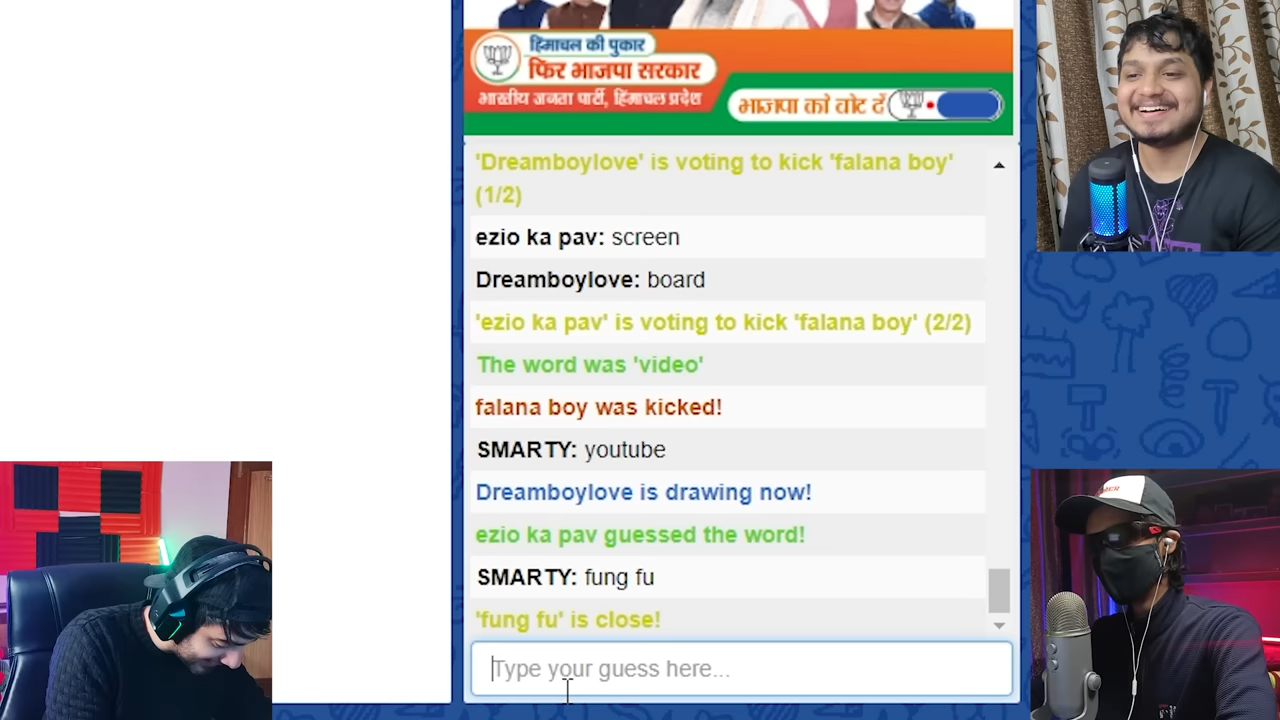 हिमाचल की पुकार
फिर भाजपा सरकार
भारतीय जनता पार्टी, हिमाचल प्रदेश
भाजपा को वोट दें
'Dreamboylove' is voting to kick 'falana boy'
(1/2)
ezio ka pav: screen
Dreamboylove: board
'ezio ka pav' is voting to kick 'falana boy' (2/2)
The word was 'video'
falana boy was kicked!
SMARTY: youtube
Dreamboylove is drawing now!
ezio ka pav guessed the word!
SMARTY: fung fu
'fung fu' is close!
Type your guess here...